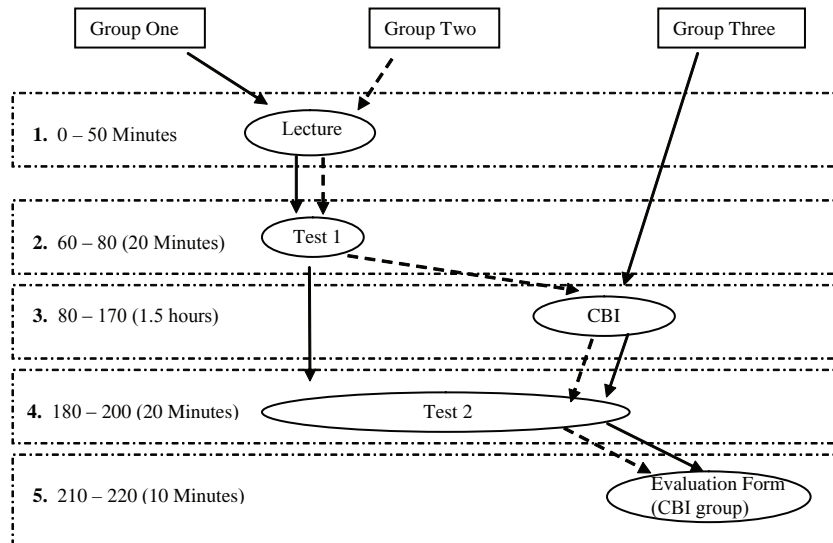 Group One
Group Two
Group Three
1. 0 – 50 Minutes
Lecture
2. 60 – 80 (20 Minutes)
Test 1
3. 80 – 170 (1.5 hours)
CBI
4. 180 – 200 (20 Minutes)
Test 2
5. 210 – 220 (10 Minutes)
Evaluation Form
(CBI group)